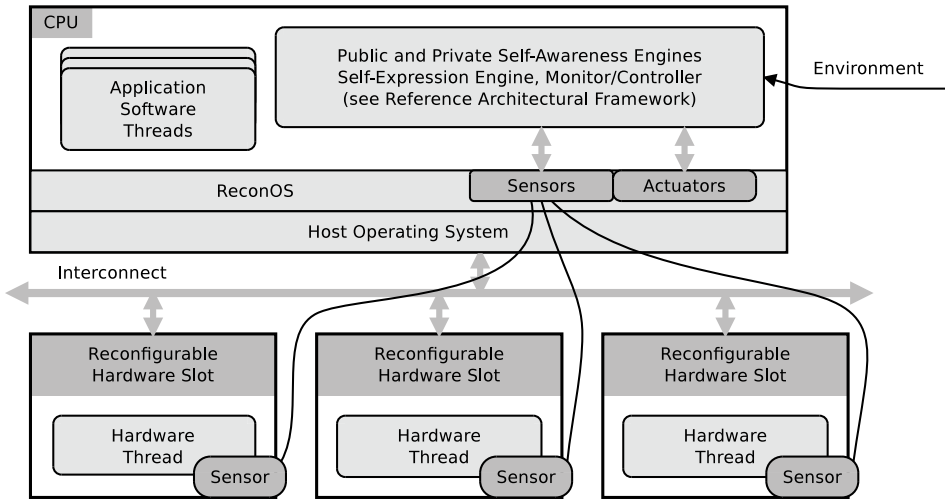 CPU
Application
Software
Threads
Public and Private Self-Awareness Engines
Self-Expression Engine, Monitor/Controller
(see Reference Architectural Framework)
Environment
ReconOS
Sensors
Actuators
Host Operating System
Interconnect
Reconfigurable
Hardware Slot
Hardware
Thread
Sensor
Reconfigurable
Hardware Slot
Hardware
Thread
Sensor
Reconfigurable
Hardware Slot
Hardware
Thread
Sensor